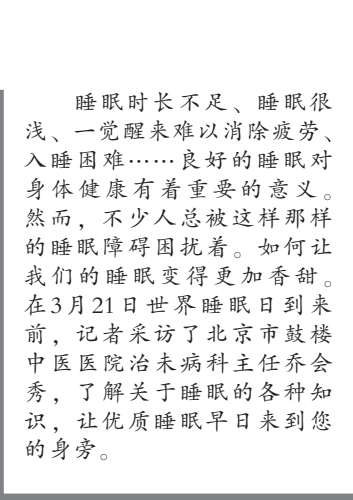 睡眠时长不足、睡眠很
浅、一觉醒来难以消除疲劳、
入睡困难……良好的睡眠对
身体健康有着重要的意义。
然而，不少人总被这样那样
的睡眠障碍困扰着。如何让
我们的睡眠变得更加香甜。
在3月21日世界睡眠日到来
前，记者采访了北京市鼓楼
中医医院治未病科主任乔会
秀，了解关于睡眠的各种知
识，让优质睡眠早日来到您
的身旁。